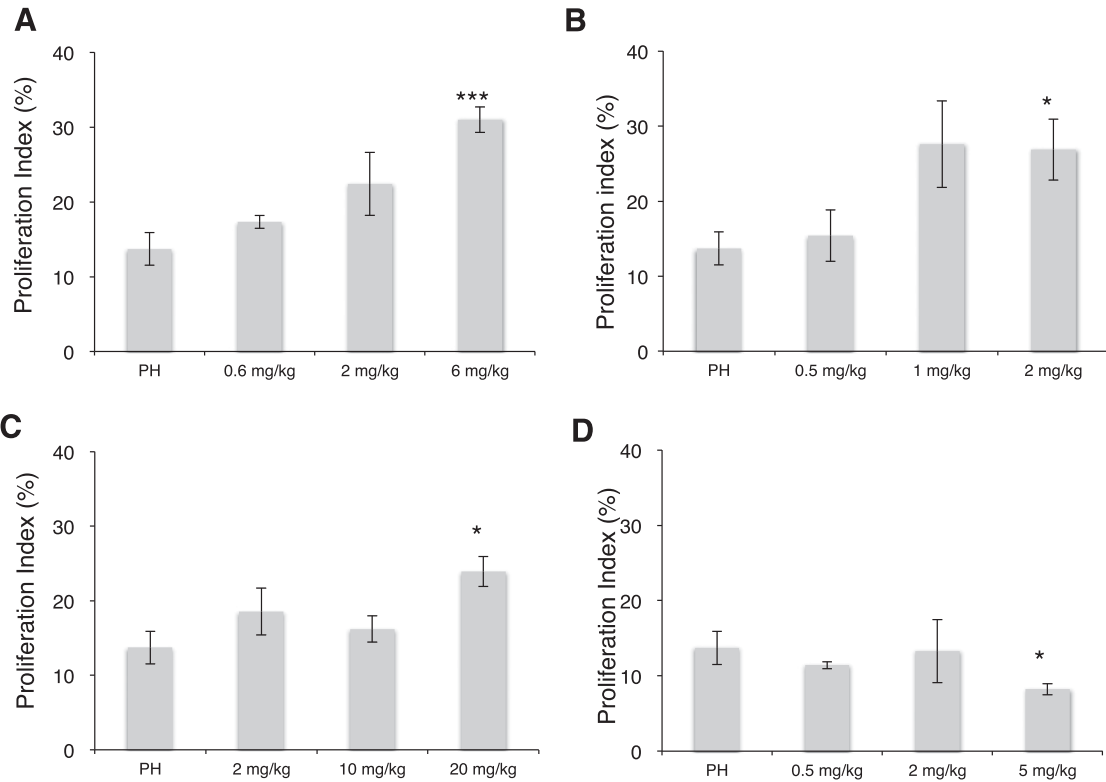 A
Proliferation Index (%)
40
30
20
10
0
***
PH 0.6 mg/kg 2 mg/kg 6 mg/kg
B
Proliferation index (%)
40
30
20
10
0
*
PH 0.5 mg/kg 1 mg/kg 2 mg/kg
C
Proliferation Index (%)
40
30
20
10
0
*
PH 2 mg/kg 10 mg/kg 20 mg/kg
D
Proliferation Index (%)
40
30
20
10
0
*
PH 0.5 mg/kg 2 mg/kg 5 mg/kg